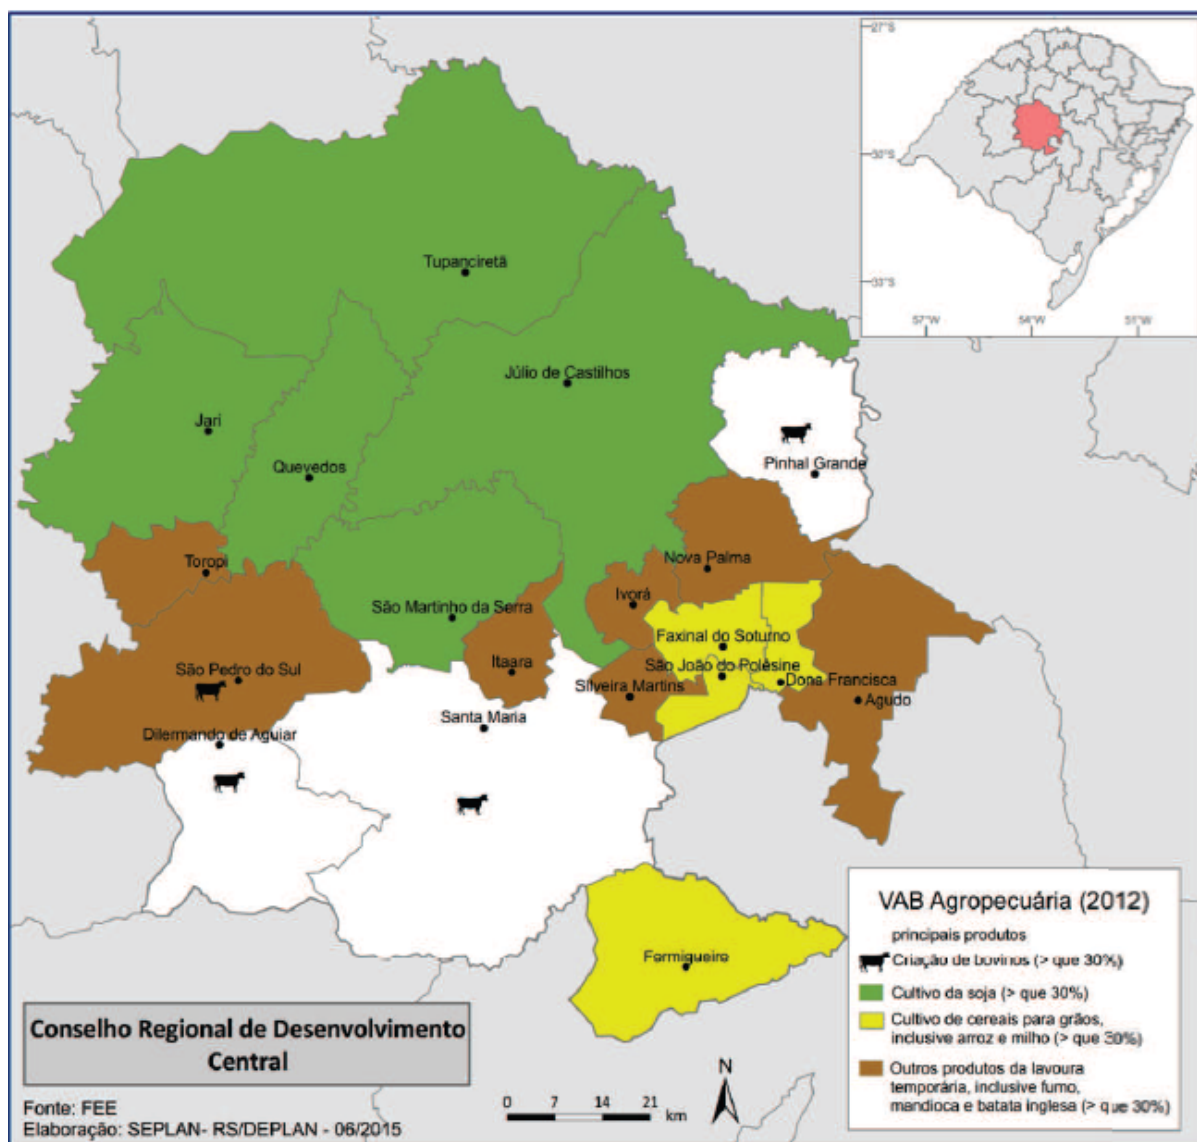 27°S
30°S
33°S
57°W
54°W
51°W
Tupanciretã
Júlio de Castilhos
Jari
Quevedos
Pinhal Grande
Toropi
Nova Palma
Ivorá
São Martinho da Serra
Faxinal do Soturno
São Pedro do Sul
Itaara
São João do Polêsine
Silveira Martins
Dona Francisca
Agudo
Santa Maria
Dilermando de Aguiar
Formigueiro
VAB Agropecuária (2012)
principais produtos
Criação de bovinos (> que 30%)
Cultivo da soja (> que 30%)
Cultivo de cereais para grãos,
inclusive arroz e milho (> que 30%)
Outros produtos da lavoura
temporária, inclusive fumo,
mandioca e batata inglesa (> que 30%)
Conselho Regional de Desenvolvimento
Central
Fonte: FEE
Elaboração: SEPLAN- RS/DEPLAN - 06/2015
0 7 14 21
km
N